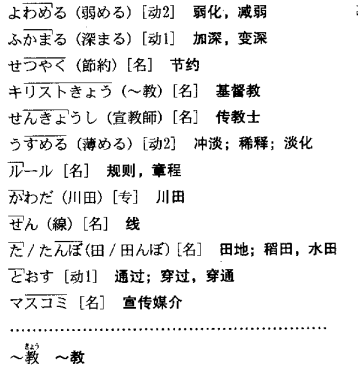 よわめる（弱める）[动2] 弱化，减弱
ふかまる（深まる）[动1] 加深，变深
せつやく（節約）[名] 节约
キリストきょう（～教）[名] 基督教
せんきょうし（宣教師）[名] 传教士
うすめる（薄める）[动2] 冲淡；稀释；淡化
ルール [名] 规则，章程
かわだ（川田）[专] 川田
せん（線）[名] 线
た/たんぼ(田/田んぼ) [名] 田地；稻田，水田
とおす [动1] 通过；穿过，穿通
マスコミ [名] 宣传媒介
きょう
～教 ～教